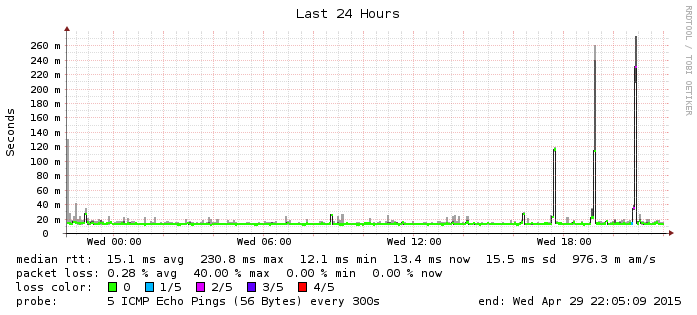 Last 24 Hours
RRDTOOL / TOBI OETIKER
Seconds
260 m
240 m
220 m
200 m
180 m
160 m
140 m
120 m
100 m
80 m
60 m
40 m
20 m
0
Wed 00:00 Wed 06:00 Wed 12:00 Wed 18:00
median rtt: 15.1 ms avg 230.8 ms max 12.1 ms min 13.4 ms now 15.5 ms sd 976.3 m am/s
packet loss: 0.28 % avg 40.00 % max 0.00 % min 0.00 % now
loss color: 0 1/5 2/5 3/5 4/5
probe: 5 ICMP Echo Pings (56 Bytes) every 300s end: Wed Apr 29 22:05:09 2015